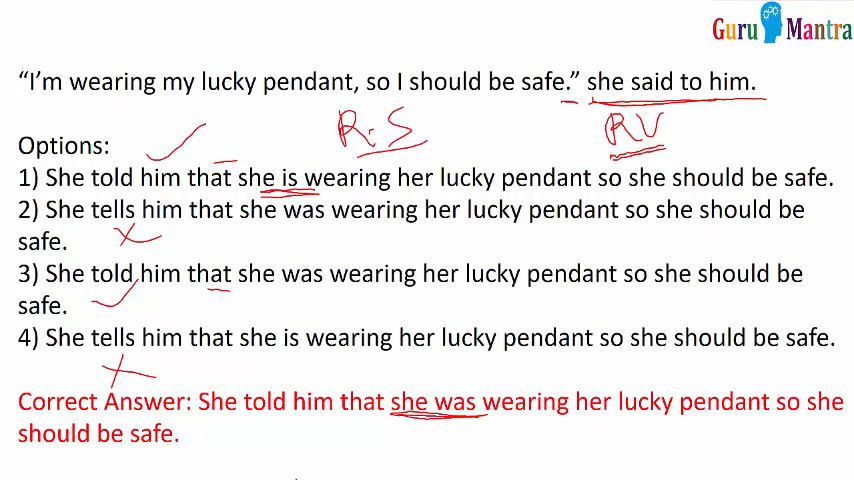 Guru Mantra
“I’m wearing my lucky pendant, so I should be safe.” she said to him.
R.S
RV
Options:
1) She told him that she is wearing her lucky pendant so she should be safe.
2) She tells him that she was wearing her lucky pendant so she should be
safe.
3) She told him that she was wearing her lucky pendant so she should be
safe.
4) She tells him that she is wearing her lucky pendant so she should be safe.
Correct Answer: She told him that she was wearing her lucky pendant so she
should be safe.